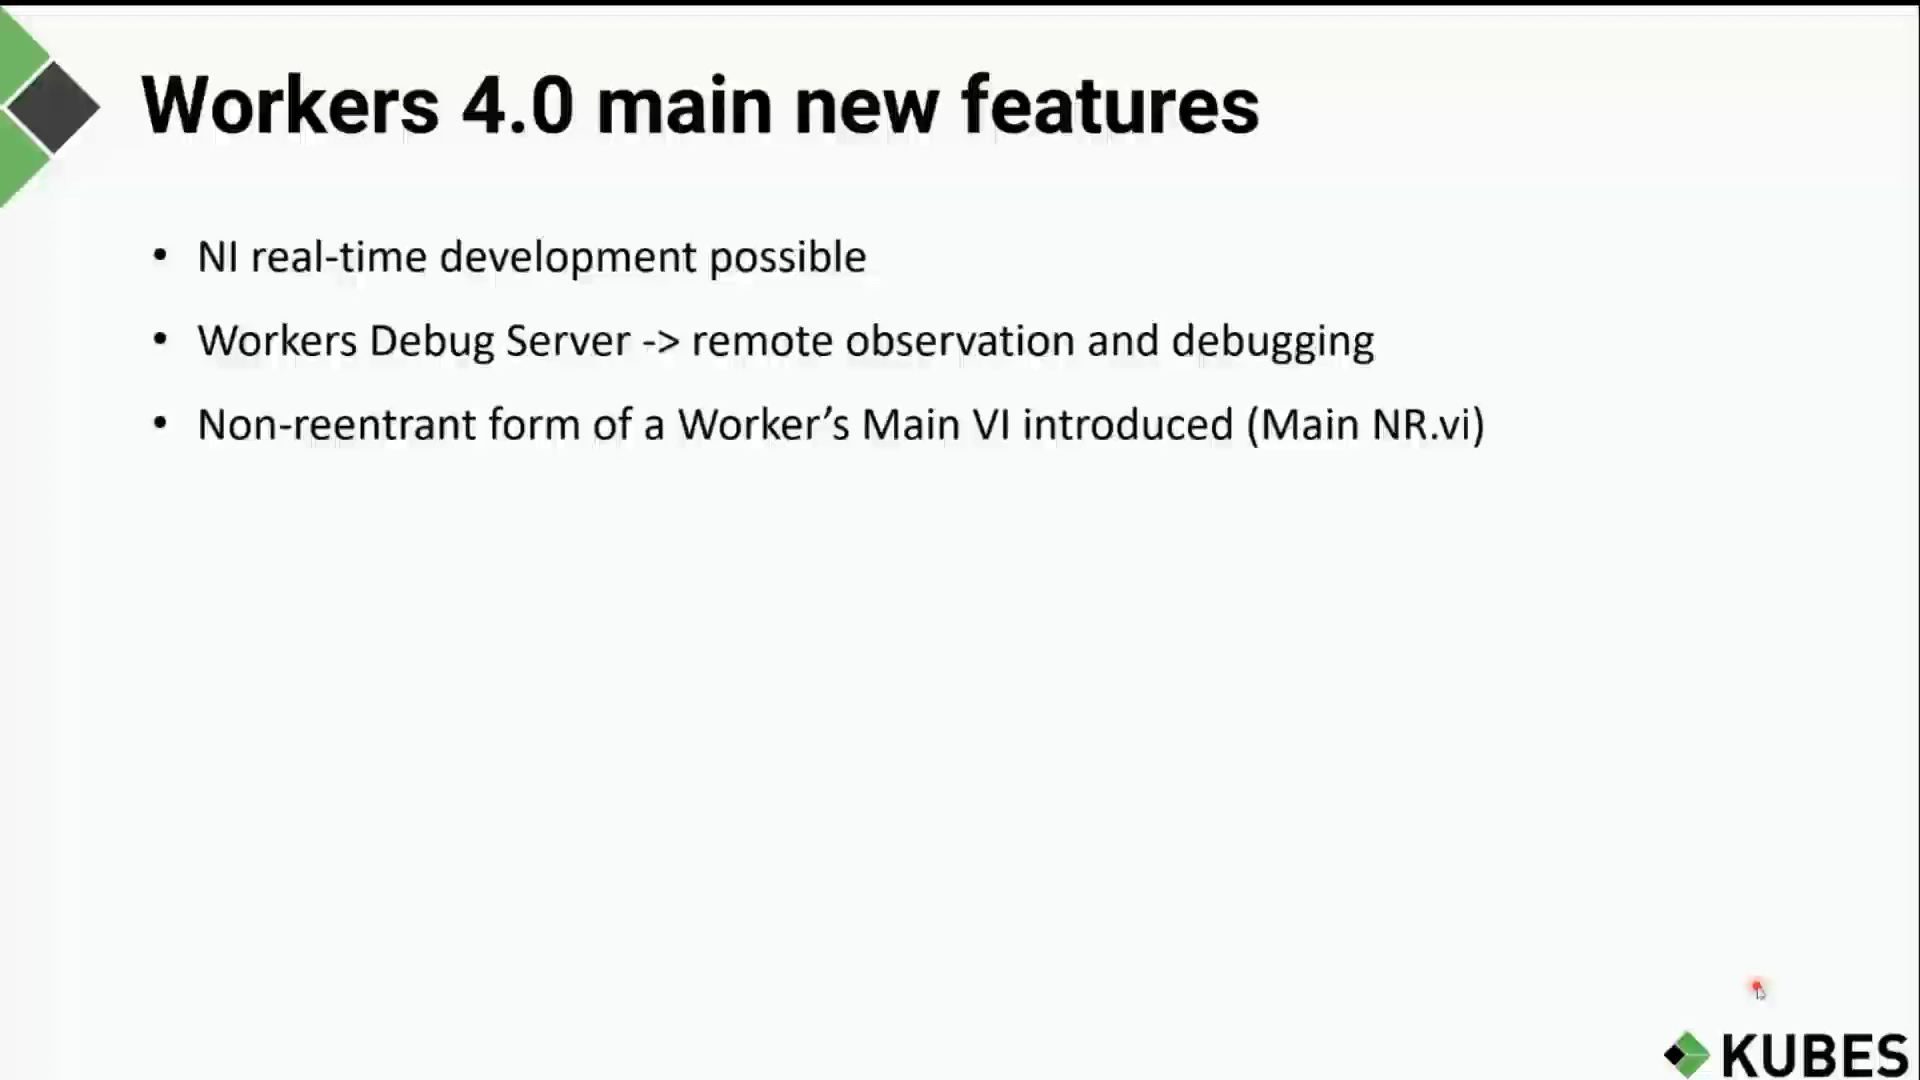 Workers 4.0 main new features
• NI real-time development possible
• Workers Debug Server -> remote observation and debugging
• Non-reentrant form of a Worker’s Main VI introduced (Main NR.vi)
KUBES